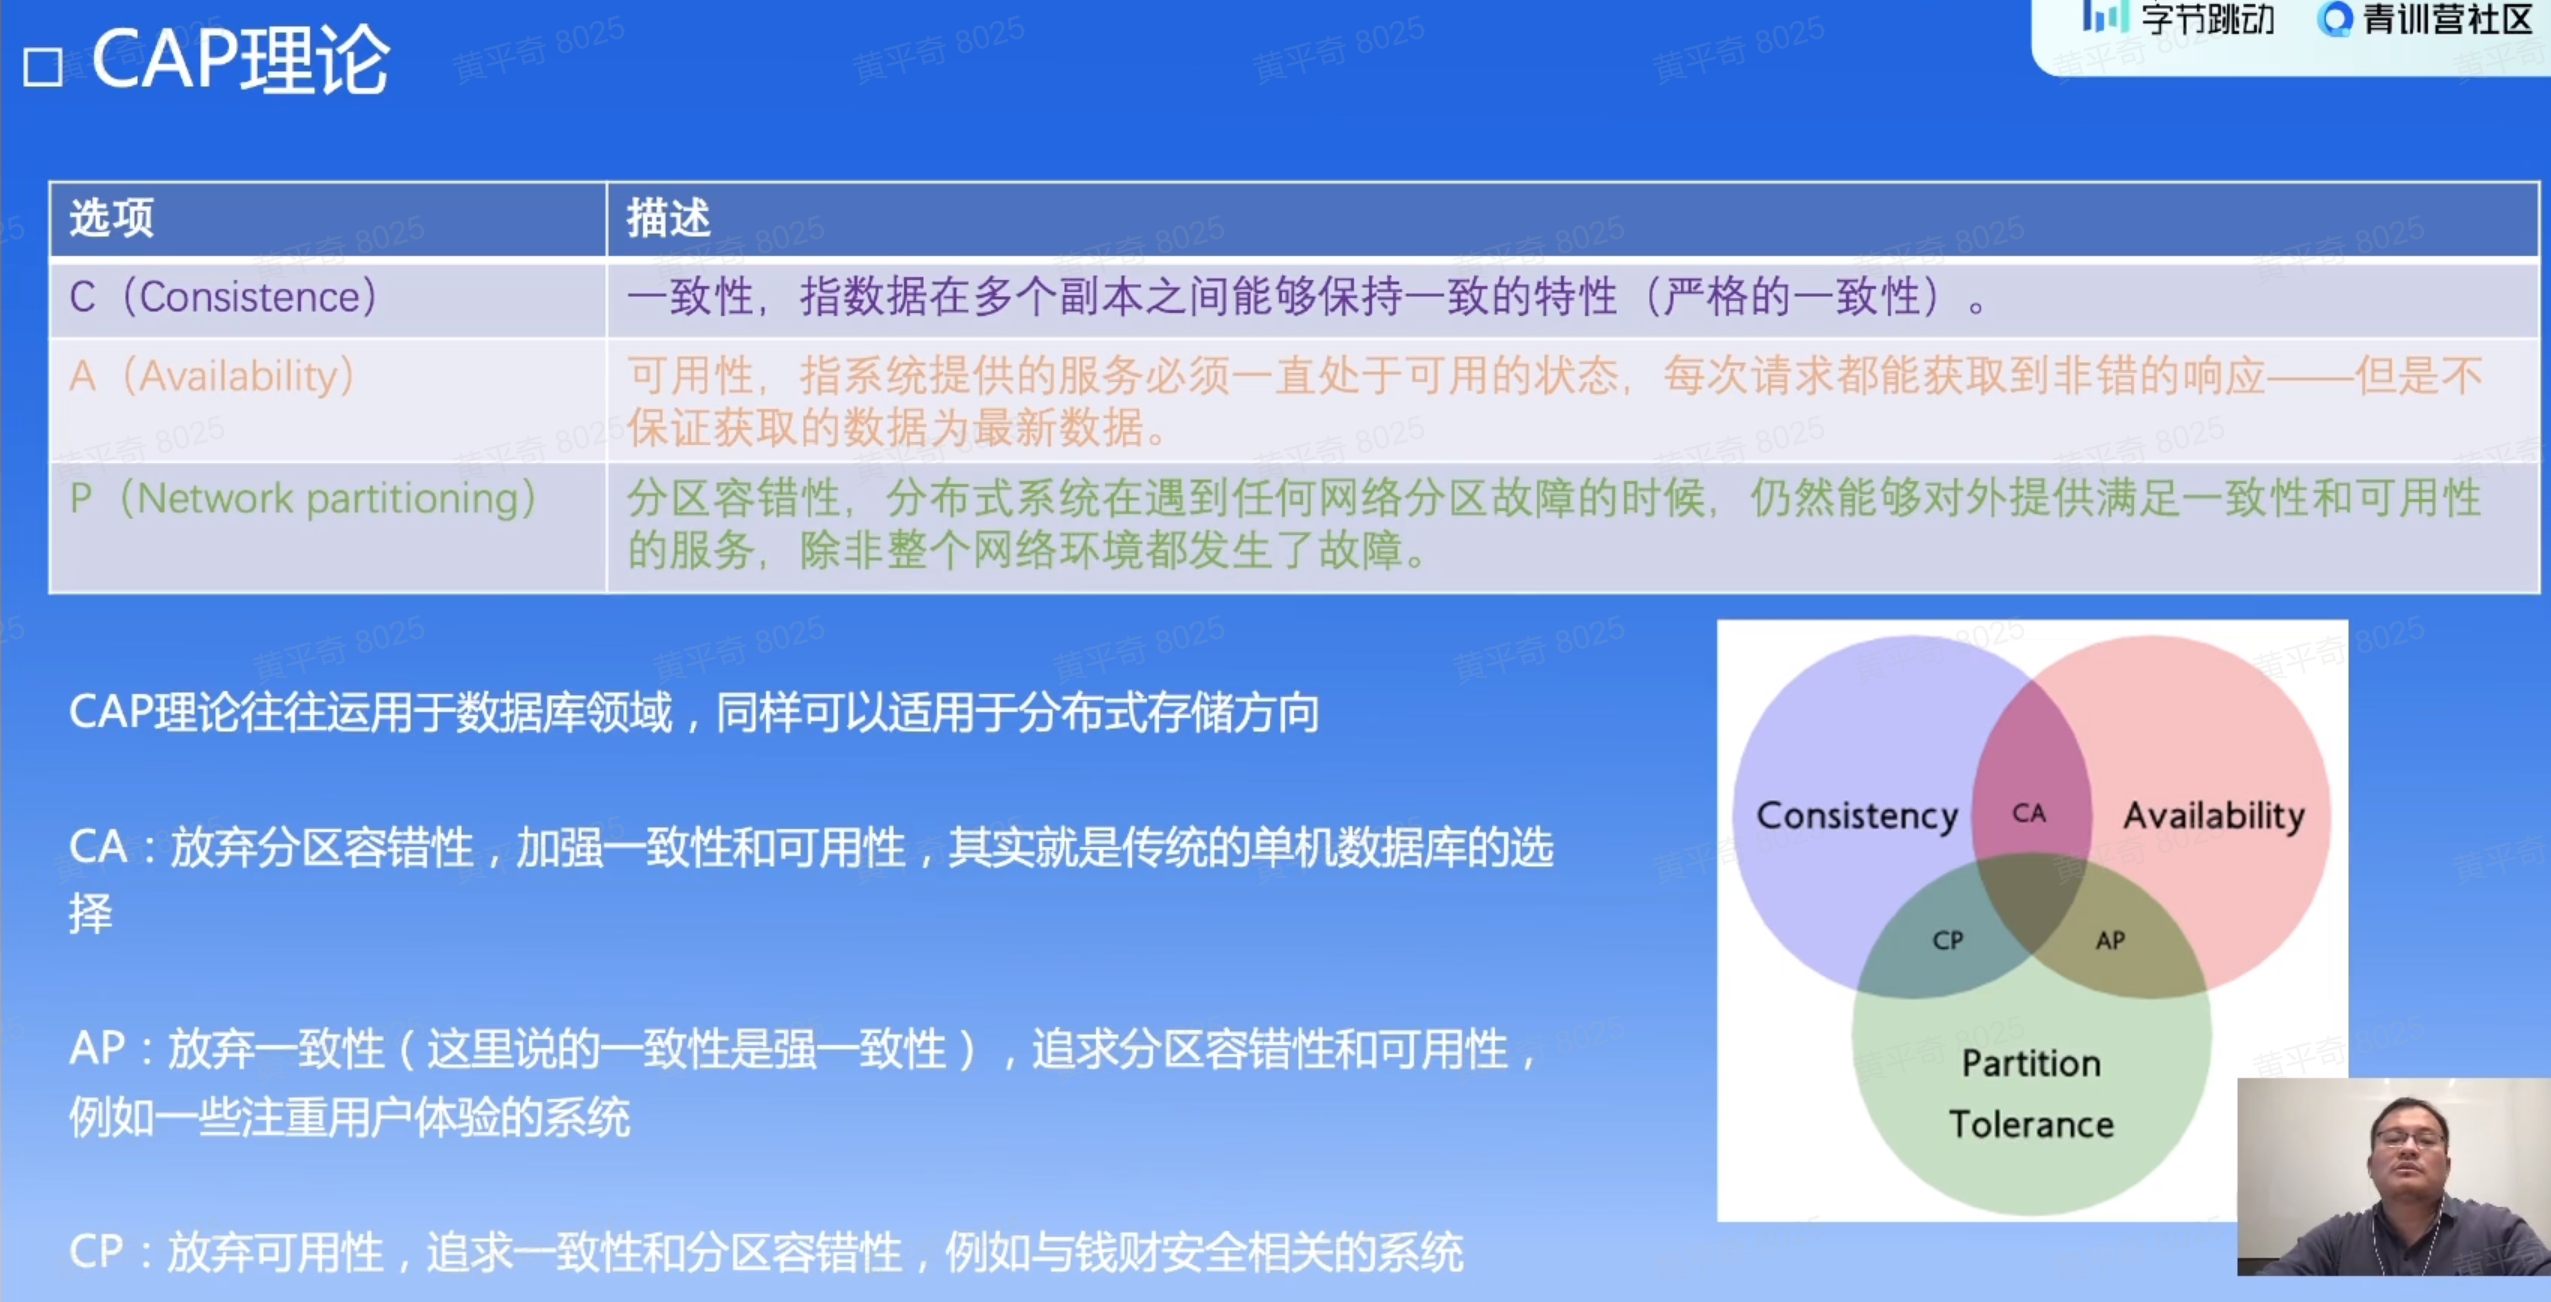 CAP理论
字节跳动 青训营社区
选项 描述
C（Consistence） 一致性，指数据在多个副本之间能够保持一致的特性（严格的一致性）。
A（Availability） 可用性，指系统提供的服务必须一直处于可用的状态，每次请求都能获取到非错的响应——但是不
保证获取的数据为最新数据。
P（Network partitioning） 分区容错性，分布式系统在遇到任何网络分区故障的时候，仍然能够对外提供满足一致性和可用性
的服务，除非整个网络环境都发生了故障。
CAP理论往往运用于数据库领域，同样可以适用于分布式存储方向
CA：放弃分区容错性，加强一致性和可用性，其实就是传统的单机数据库的选
择
AP：放弃一致性（这里说的一致性是强一致性），追求分区容错性和可用性，
例如一些注重用户体验的系统
CP：放弃可用性，追求一致性和分区容错性，例如与钱财安全相关的系统
Consistency CA Availability
CP AP
Partition
Tolerance
黄平奇 8025